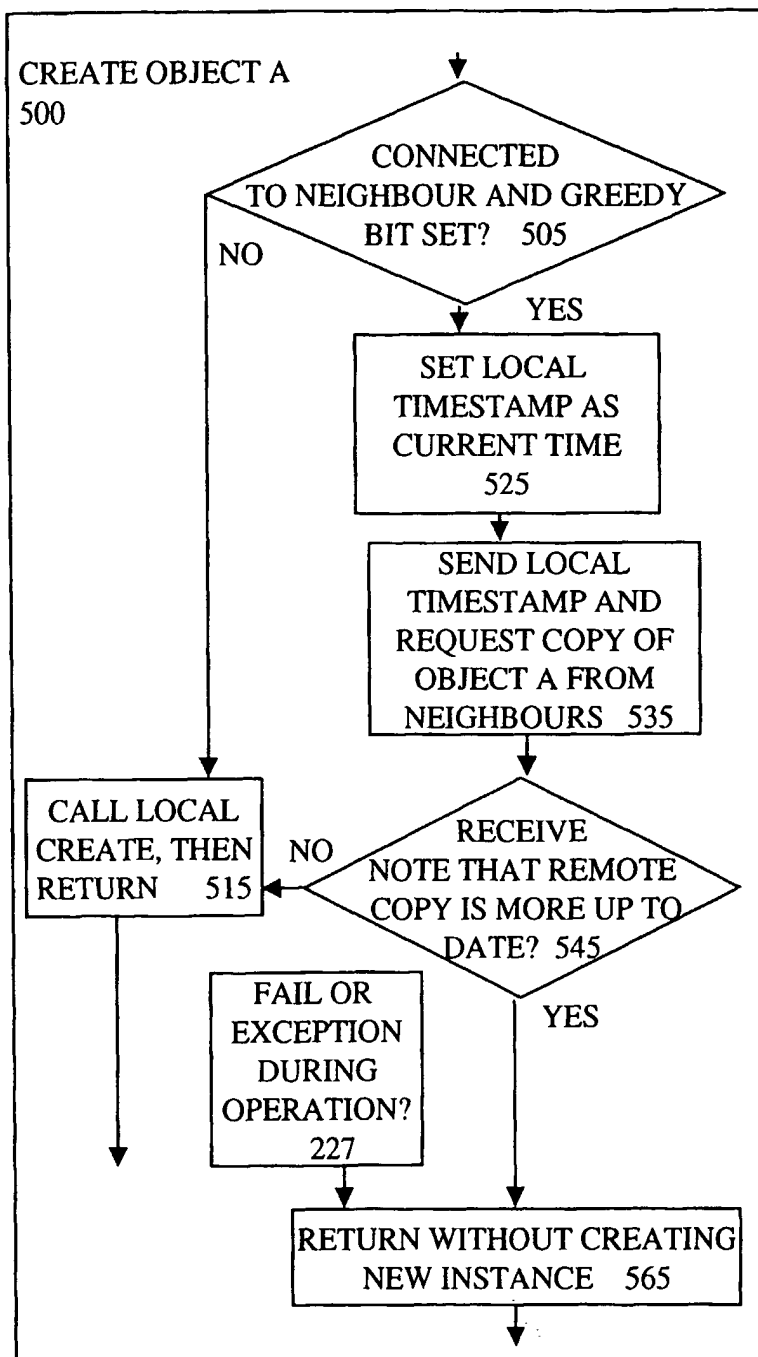 CREATE OBJECT A
500
CONNECTED
TO NEIGHBOUR AND GREEDY
BIT SET? 505
NO
YES
SET LOCAL
TIMESTAMP AS
CURRENT TIME
525
SEND LOCAL
TIMESTAMP AND
REQUEST COPY OF
OBJECT A FROM
NEIGHBOURS 535
CALL LOCAL
CREATE, THEN
RETURN 515
NO
RECEIVE
NOTE THAT REMOTE
COPY IS MORE UP TO
DATE? 545
YES
FAIL OR
EXCEPTION
DURING
OPERATION?
227
RETURN WITHOUT CREATING
NEW INSTANCE 565